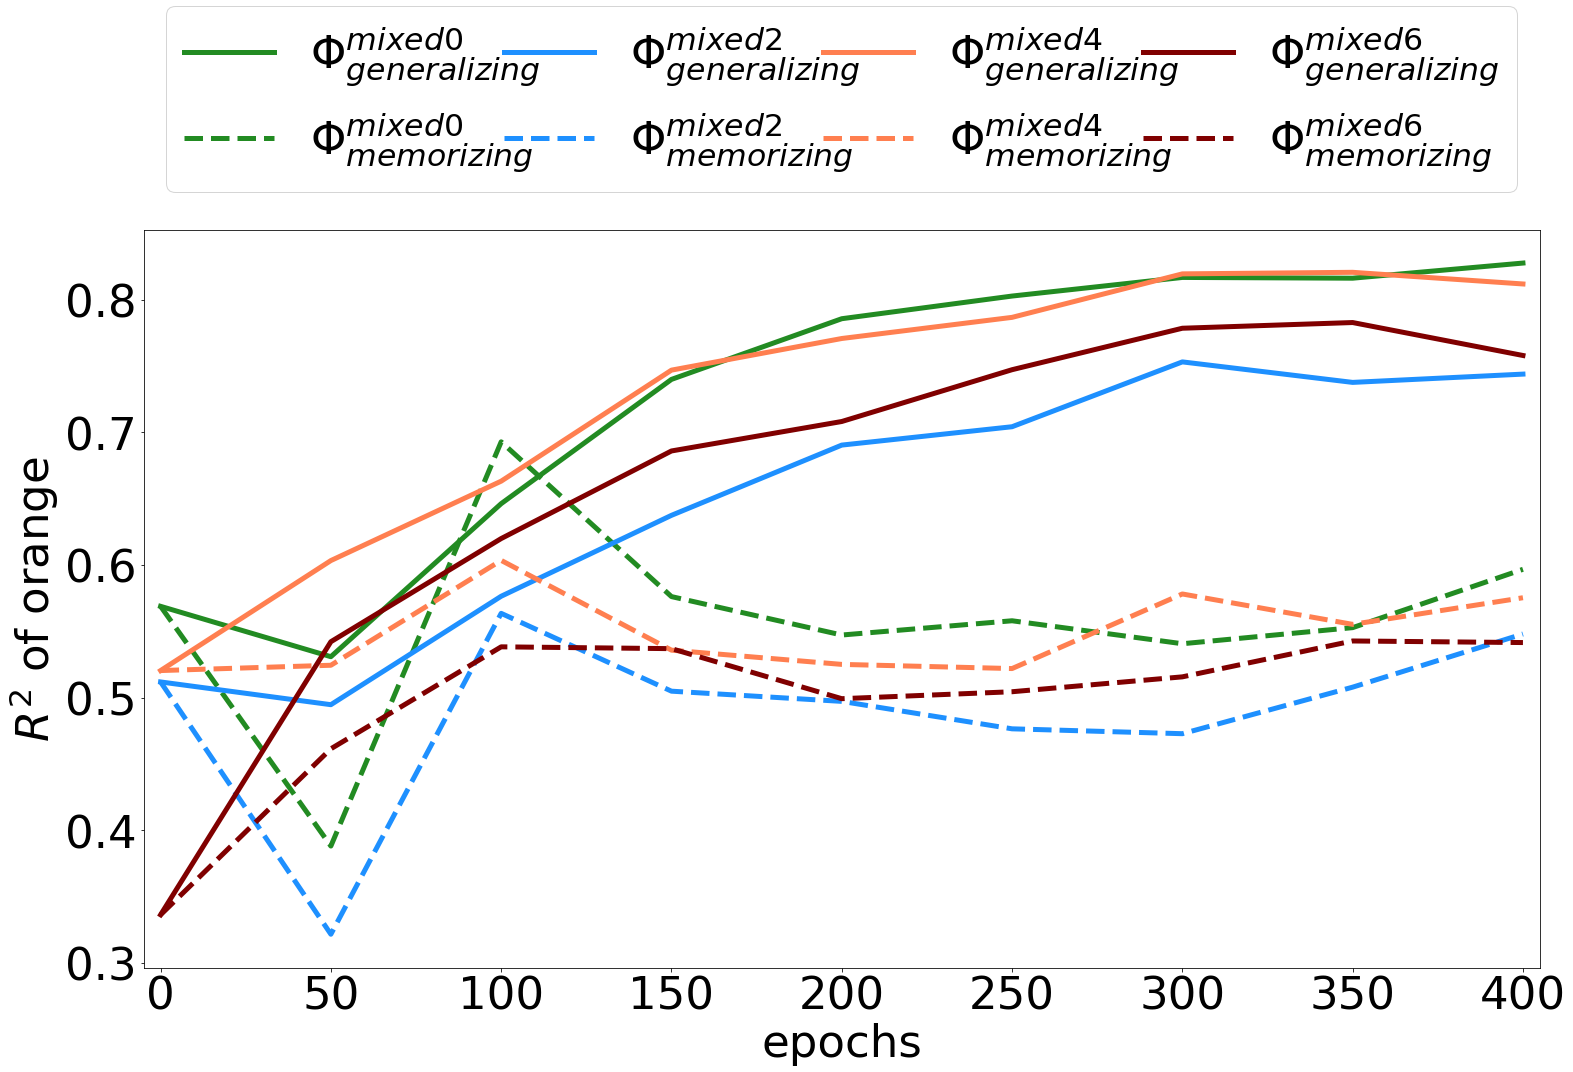 Φ^{mixed0}_{generalizing} Φ^{mixed2}_{generalizing} Φ^{mixed4}_{generalizing} Φ^{mixed6}_{generalizing}
Φ^{mixed0}_{memorizing} Φ^{mixed2}_{memorizing} Φ^{mixed4}_{memorizing} Φ^{mixed6}_{memorizing}
R² of orange
0.8
0.7
0.6
0.5
0.4
0.3
0 50 100 150 200 250 300 350 400
epochs